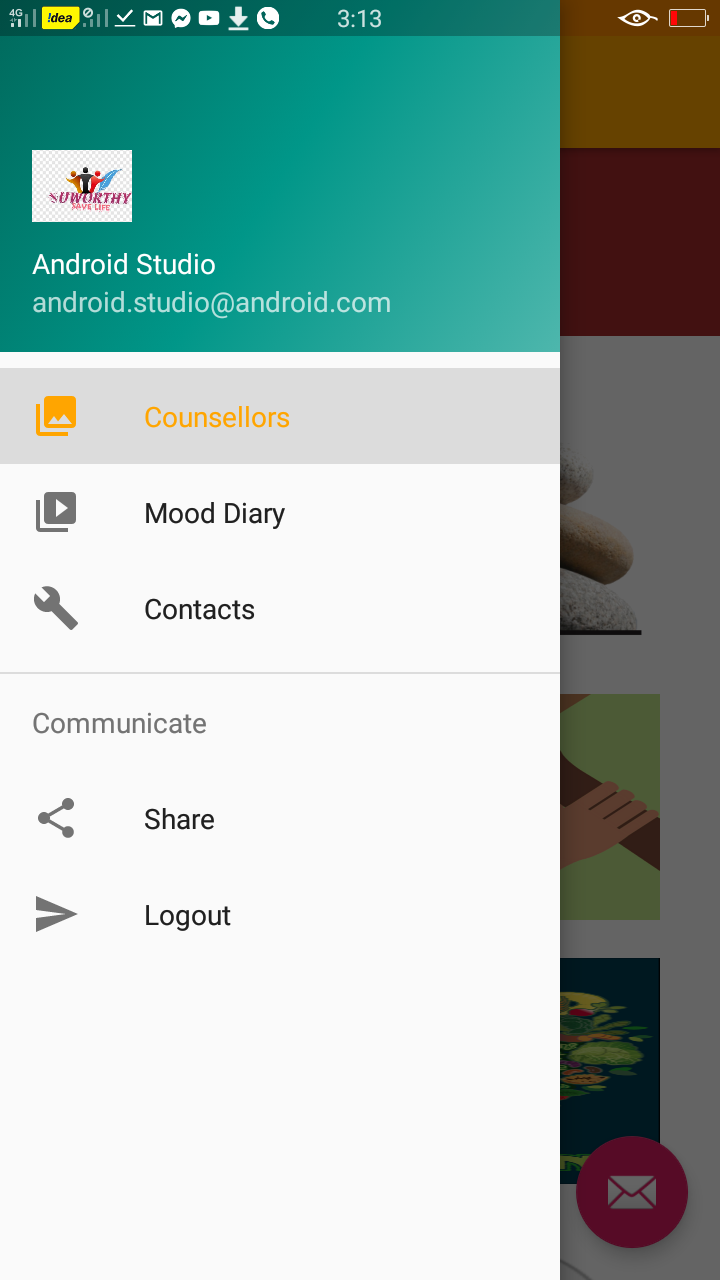 4G
!dea
3:13
SUWORTHY
SAVE LIFE
Android Studio
android.studio@android.com
Counsellors
Mood Diary
Contacts
Communicate
Share
Logout